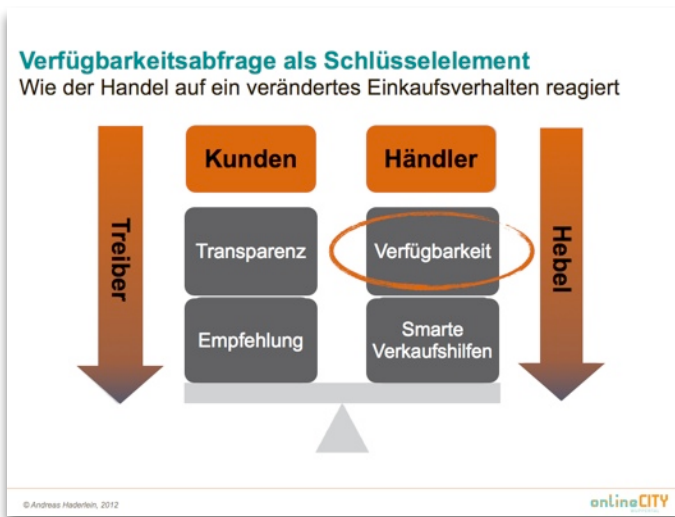 Verfügbarkeitsabfrage als Schlüsselelement
Wie der Handel auf ein verändertes Einkaufsverhalten reagiert
Kunden
Händler
Treiber
Transparenz
Verfügbarkeit
Hebel
Empfehlung
Smarte
Verkaufshilfen
© Andreas Haderlein, 2012
onlineCITY